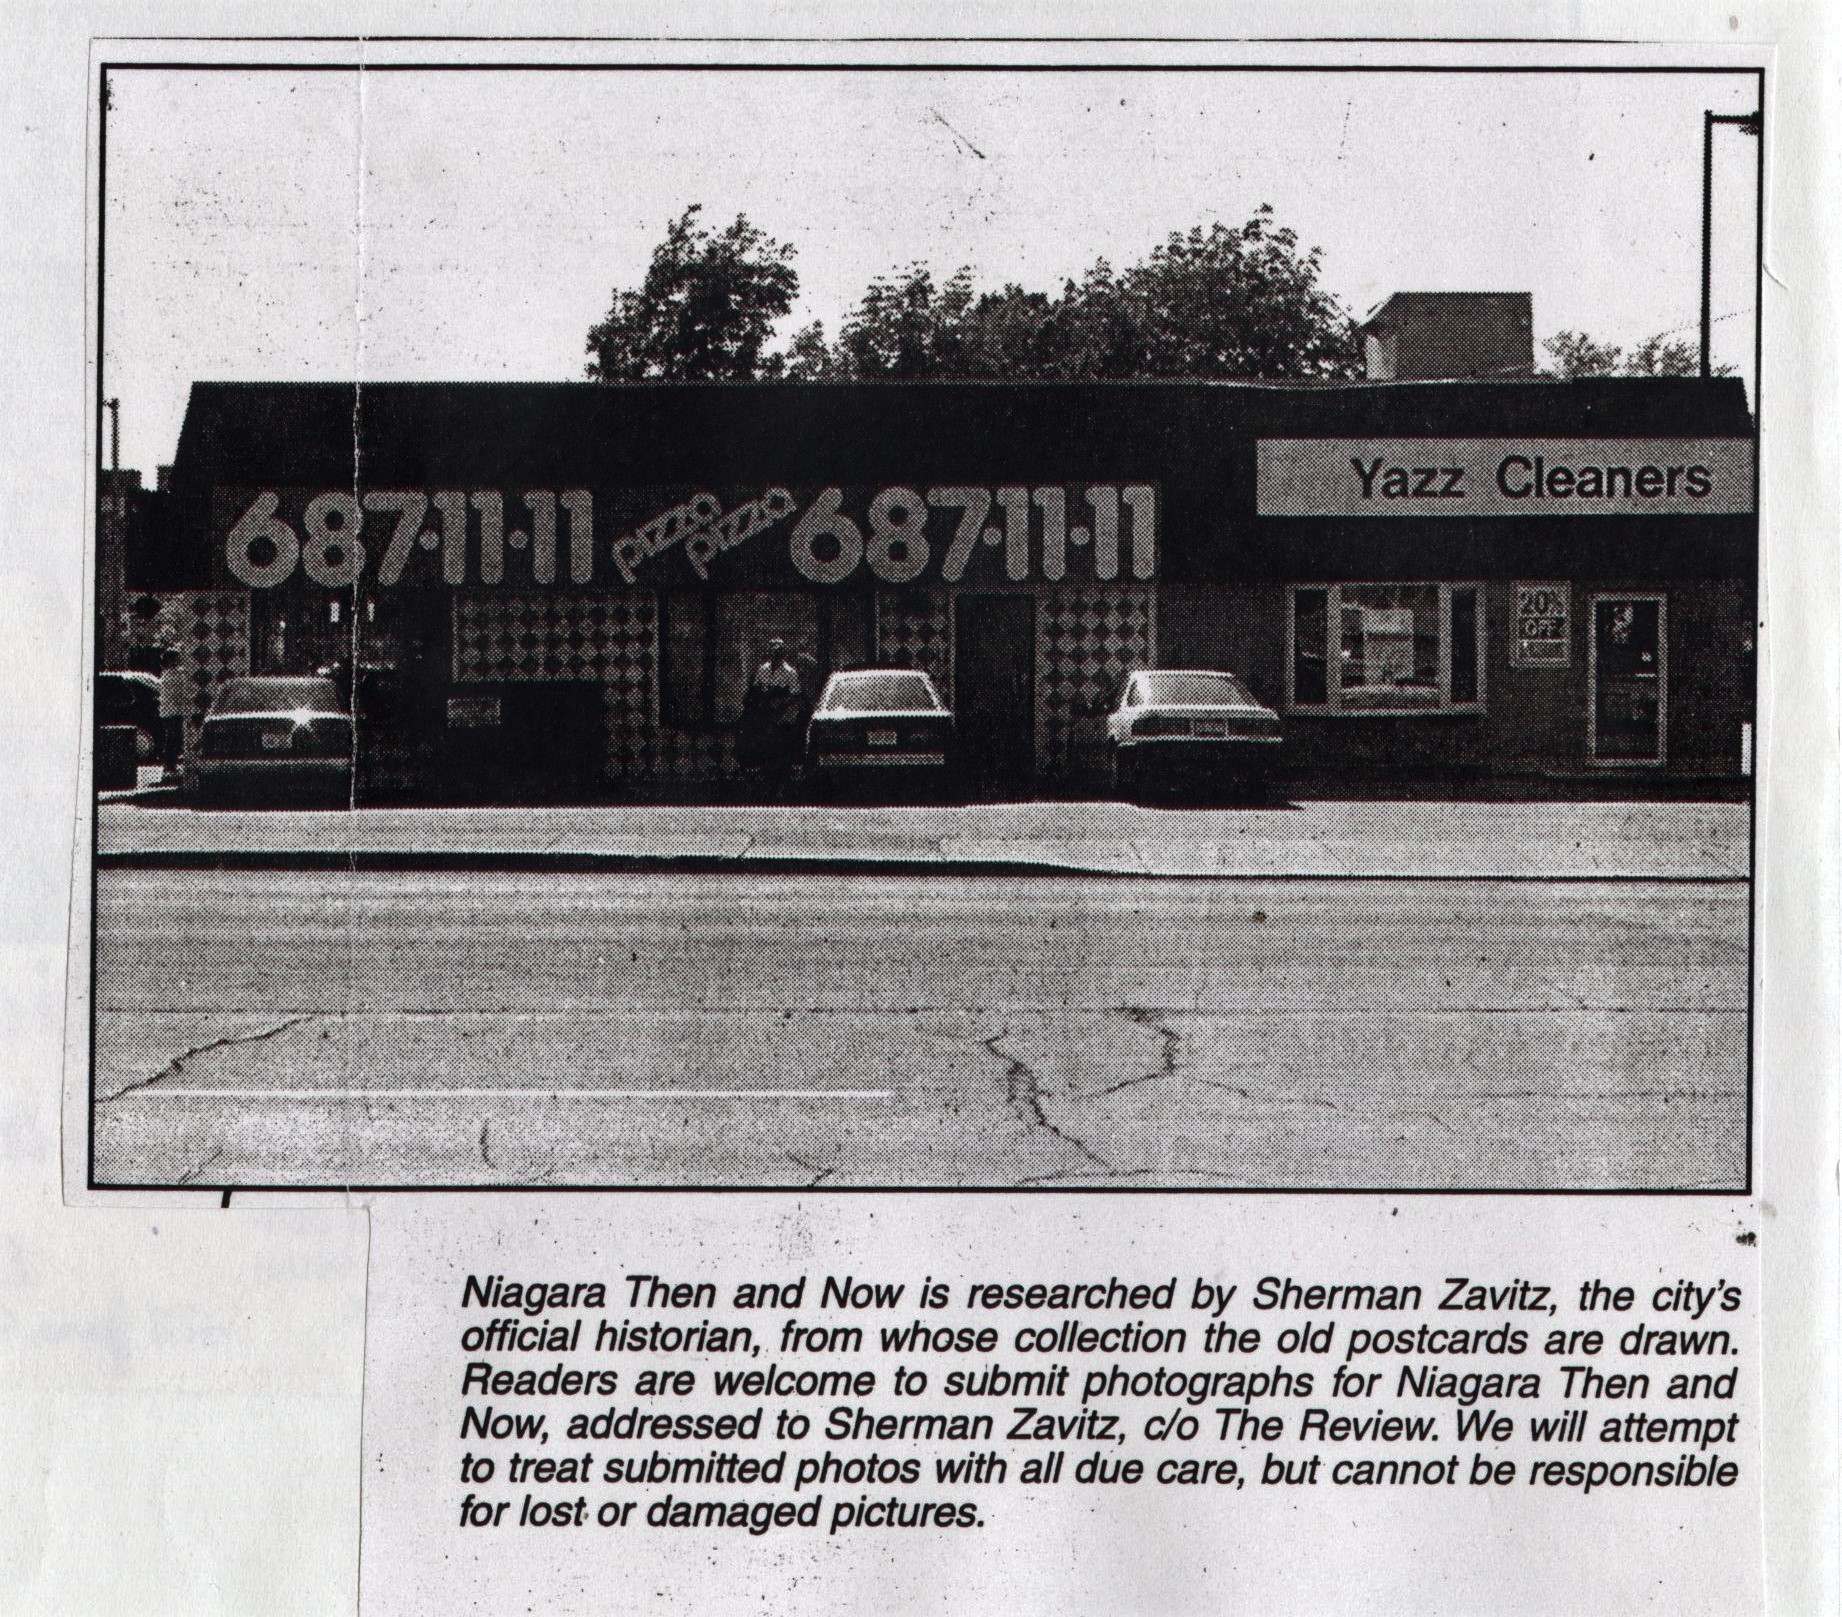 Yazz Cleaners
687·11·11 pizza pizza 687·11·11
20%
OFF
Niagara Then and Now is researched by Sherman Zavitz, the city's
official historian, from whose collection the old postcards are drawn.
Readers are welcome to submit photographs for Niagara Then and
Now, addressed to Sherman Zavitz, c/o The Review. We will attempt
to treat submitted photos with all due care, but cannot be responsible
for lost or damaged pictures.